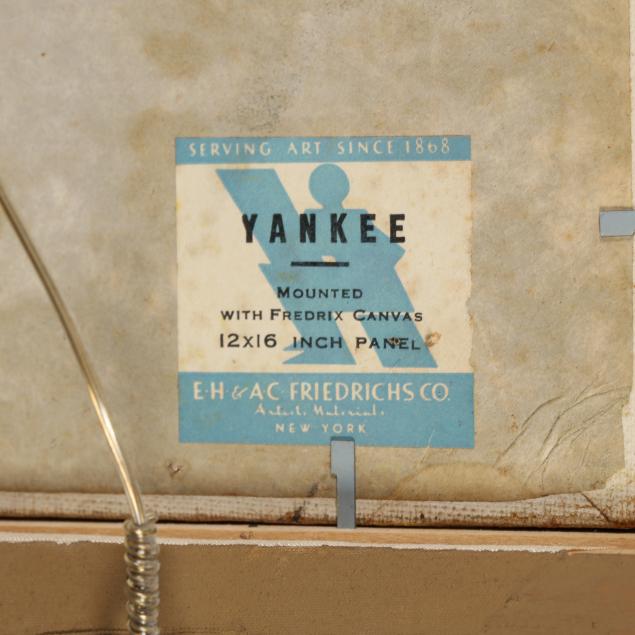 SERVING ART SINCE 1868
YANKEE
MOUNTED
WITH FREDRIX CANVAS
12x16 INCH PANEL
E·H & A·C· FRIEDRICHS CO.
Artists Materials
NEW YORK